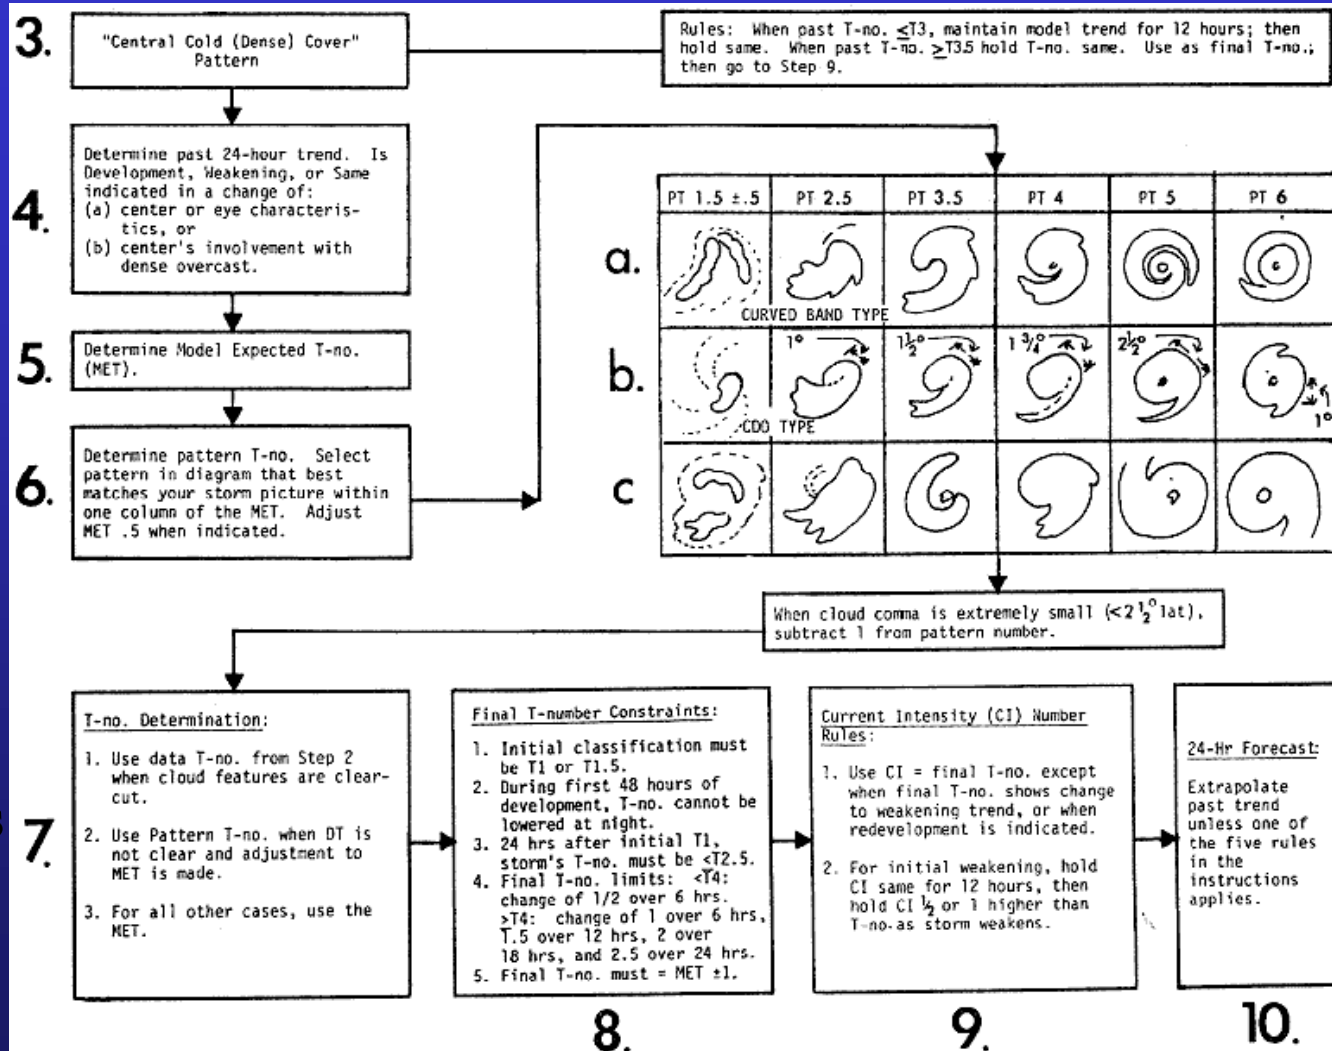 3.
"Central Cold (Dense) Cover"
Pattern
Rules: When past T-no. ≤T3, maintain model trend for 12 hours; then
hold same. When past T-no. ≥T3.5 hold T-no. same. Use as final T-no.;
then go to Step 9.
4.
Determine past 24-hour trend. Is
Development, Weakening, or Same
indicated in a change of:
(a) center or eye characteris-
tics, or
(b) center's involvement with
dense overcast.
5.
Determine Model Expected T-no.
(MET).
6.
Determine pattern T-no. Select
pattern in diagram that best
matches your storm picture within
one column of the MET. Adjust
MET .5 when indicated.
PT 1.5 ±.5 PT 2.5 PT 3.5 PT 4 PT 5 PT 6
a.
CURVED BAND TYPE
b.
1° 1½° 1 ¾° 2½° 1°
CDO TYPE
c
When cloud comma is extremely small (<2½° lat),
subtract 1 from pattern number.
7.
T-no. Determination:
1. Use data T-no. from Step 2
when cloud features are clear-
cut.
2. Use Pattern T-no. when DT is
not clear and adjustment to
MET is made.
3. For all other cases, use the
MET.
Final T-number Constraints:
1. Initial classification must
be T1 or T1.5.
2. During first 48 hours of
development, T-no. cannot be
lowered at night.
3. 24 hrs after initial T1,
storm's T-no. must be <T2.5.
4. Final T-no. limits: <T4:
change of 1/2 over 6 hrs.
>T4: change of 1 over 6 hrs,
1.5 over 12 hrs, 2 over
18 hrs, and 2.5 over 24 hrs.
5. Final T-no. must = MET ±1.
8.
Current Intensity (CI) Number
Rules:
1. Use CI = final T-no. except
when final T-no. shows change
to weakening trend, or when
redevelopment is indicated.
2. For initial weakening, hold
CI same for 12 hours, then
hold CI ½ or 1 higher than
T-no. as storm weakens.
9.
24-Hr Forecast:
Extrapolate
past trend
unless one of
the five rules
in the
instructions
applies.
10.